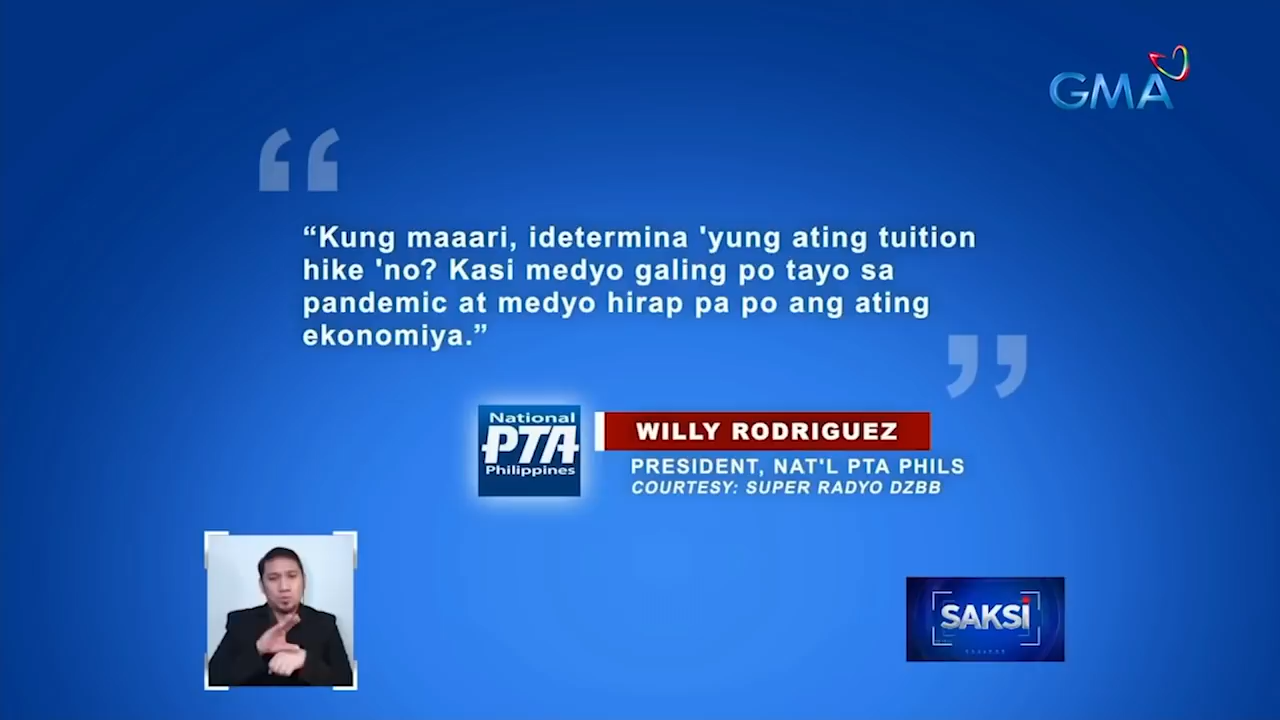 GMA
“Kung maaari, idetermina 'yung ating tuition
hike 'no? Kasi medyo galing po tayo sa
pandemic at medyo hirap pa po ang ating
ekonomiya.”
National
PTA
Philippines
WILLY RODRIGUEZ
PRESIDENT, NAT'L PTA PHILS
COURTESY: SUPER RADYO DZBB
SAKSI